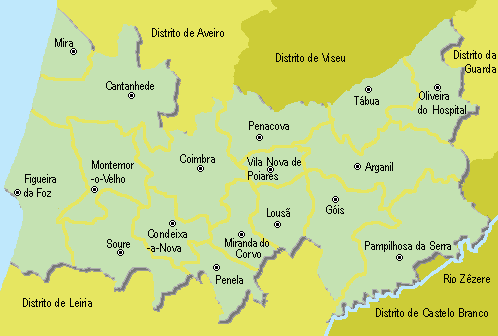 Distrito de Aveiro
Mira
Distrito de Viseu
Distrito da
Guarda
Cantanhede
Tábua
Oliveira
do Hospital
Penacova
Coimbra
Vila Nova de
Poiares
Arganil
Montemor
-o-Velho
Figueira
da Foz
Lousã
Góis
Condeixa
-a-Nova
Soure
Miranda do
Corvo
Pampilhosa da Serra
Penela
Rio Zêzere
Distrito de Leiria
Distrito de Castelo Branco